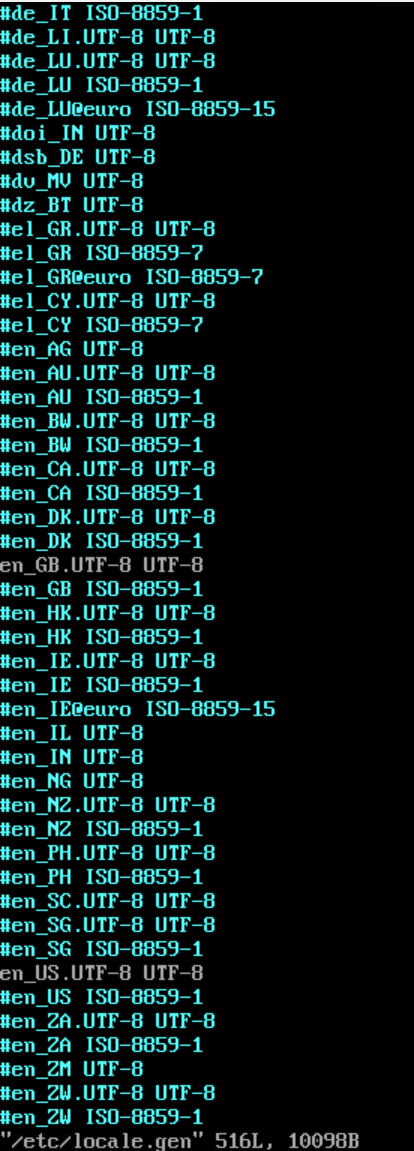 #de_IT ISO-8859-1
#de_LI.UTF-8 UTF-8
#de_LU.UTF-8 UTF-8
#de_LU ISO-8859-1
#de_LU@euro ISO-8859-15
#doi_IN UTF-8
#dsb_DE UTF-8
#dv_MV UTF-8
#dz_BT UTF-8
#el_GR.UTF-8 UTF-8
#el_GR ISO-8859-7
#el_GR@euro ISO-8859-7
#el_CY.UTF-8 UTF-8
#el_CY ISO-8859-7
#en_AG UTF-8
#en_AU.UTF-8 UTF-8
#en_AU ISO-8859-1
#en_BW.UTF-8 UTF-8
#en_BW ISO-8859-1
#en_CA.UTF-8 UTF-8
#en_CA ISO-8859-1
#en_DK.UTF-8 UTF-8
#en_DK ISO-8859-1
en_GB.UTF-8 UTF-8
#en_GB ISO-8859-1
#en_HK.UTF-8 UTF-8
#en_HK ISO-8859-1
#en_IE.UTF-8 UTF-8
#en_IE ISO-8859-1
#en_IE@euro ISO-8859-15
#en_IL UTF-8
#en_IN UTF-8
#en_NG UTF-8
#en_NZ.UTF-8 UTF-8
#en_NZ ISO-8859-1
#en_PH.UTF-8 UTF-8
#en_PH ISO-8859-1
#en_SC.UTF-8 UTF-8
#en_SG.UTF-8 UTF-8
#en_SG ISO-8859-1
en_US.UTF-8 UTF-8
#en_US ISO-8859-1
#en_ZA.UTF-8 UTF-8
#en_ZA ISO-8859-1
#en_ZM UTF-8
#en_ZW.UTF-8 UTF-8
#en_ZW ISO-8859-1
"/etc/locale.gen" 516L, 10098B